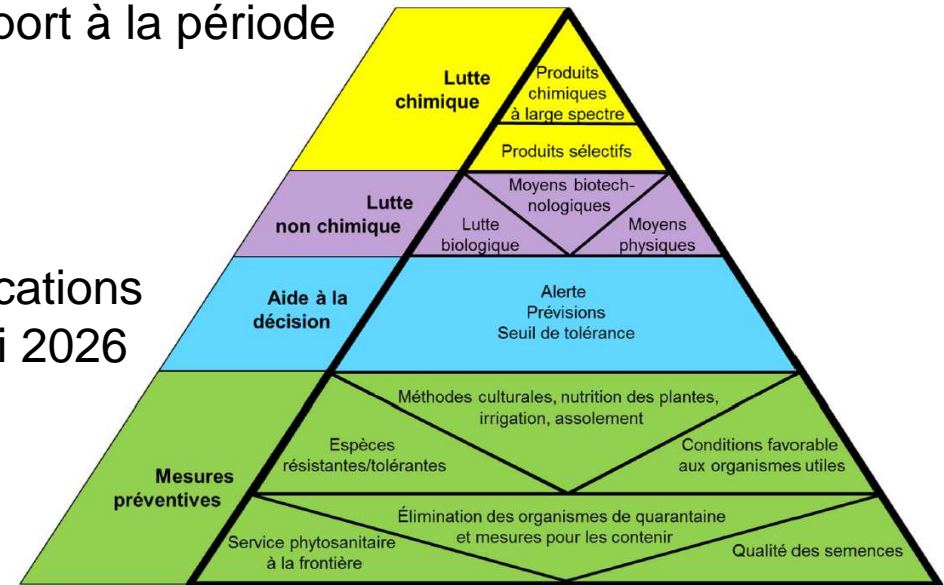 port à la période
cations
i 2026
Lutte
chimique
Produits
chimiques
à large spectre
Produits sélectifs
Lutte
non chimique
Moyens biotech-
nologiques
Lutte
biologique
Moyens
physiques
Aide à la
décision
Alerte
Prévisions
Seuil de tolérance
Mesures
préventives
Méthodes culturales, nutrition des plantes,
irrigation, assolement
Espèces
résistantes/tolérantes
Conditions favorable
aux organismes utiles
Élimination des organismes de quarantaine
et mesures pour les contenir
Service phytosanitaire
à la frontière
Qualité des semences